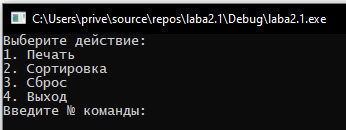 C:\Users\prive\source\repos\laba2.1\Debug\laba2.1.exe
Выберите действие:
1. Печать
2. Сортировка
3. Сброс
4. Выход
Введите № команды: